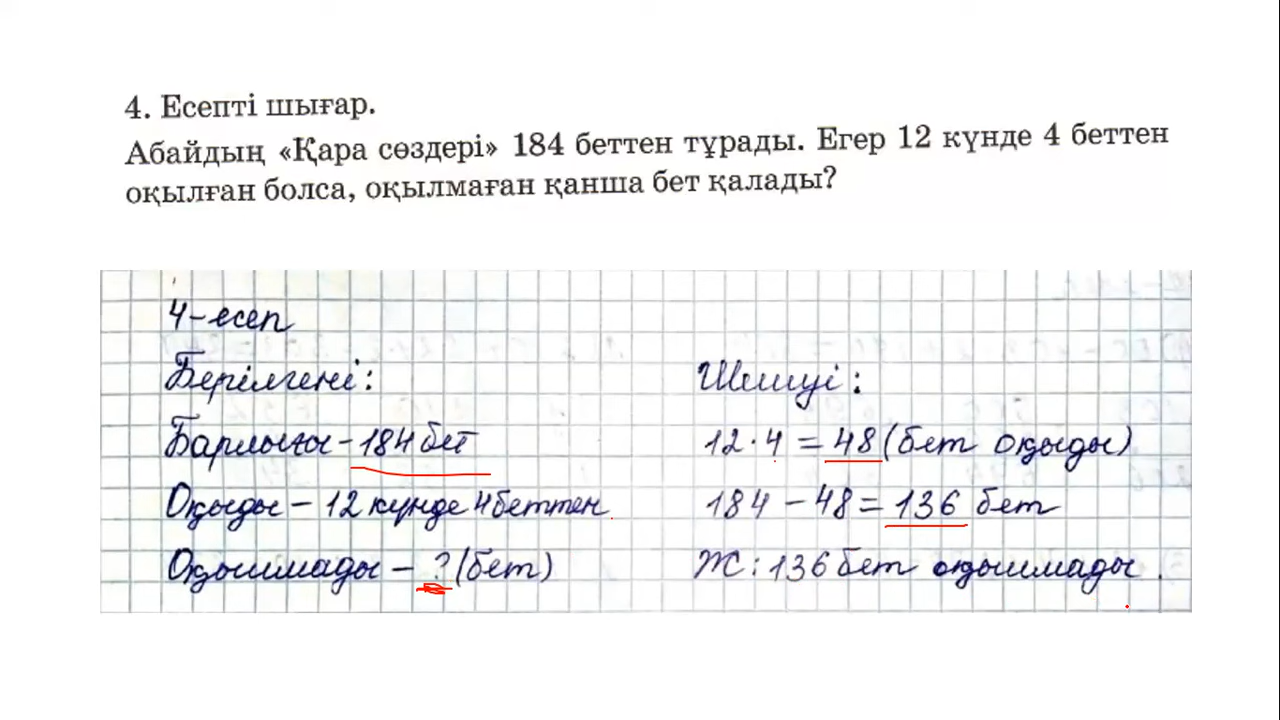 4. Есепті шығар.
Абайдың «Қара сөздері» 184 беттен тұрады. Егер 12 күнде 4 беттен
оқылған болса, оқылмаған қанша бет қалады?
4-есеп
Берілгені:
Барлығы - 184 бет
Оқыды - 12 күнде 4 беттен
Оқылмады - ? (бет)
Шешуі:
12 · 4 = 48 (бет оқыды)
184 - 48 = 136 бет
Ж: 136 бет оқылмады.